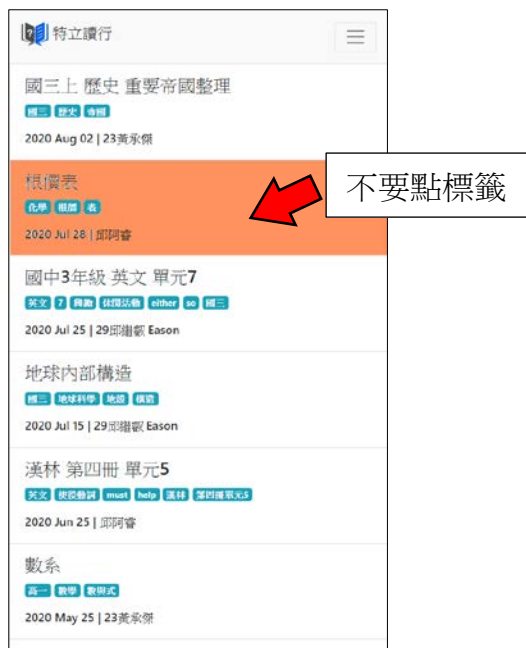 特立讀行
國三上 歷史 重要帝國整理
國三 歷史 帝國
2020 Aug 02 | 23黃永傑
根價表
化學 根價 表
2020 Jul 28 | 邱阿睿
不要點標籤
國中3年級 英文 單元7
英文 7 興趣 休閒活動 either so 國三
2020 Jul 25 | 29邱繼叡 Eason
地球內部構造
國三 地球科學 地殼 構造
2020 Jul 15 | 29邱繼叡 Eason
漢林 第四冊 單元5
英文 使役動詞 must help 漢林 第四冊單元5
2020 Jun 25 | 邱阿睿
數系
高一 數學 數與式
2020 May 25 | 23黃永傑